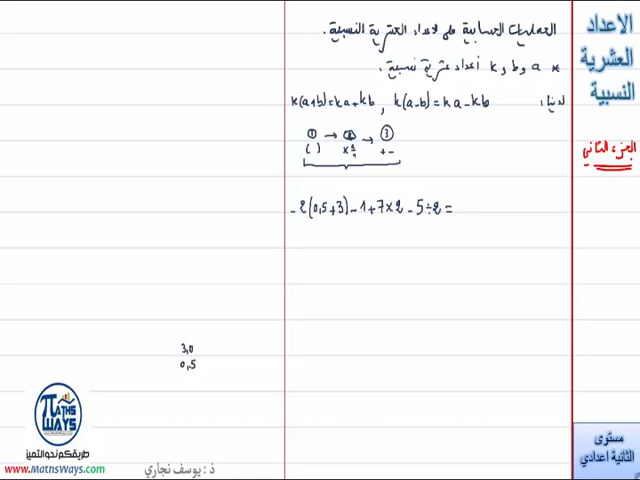 الأعداد
العشرية
النسبية
الجزء الثاني
العمليات الحسابية على الأعداد العشرية النسبية.
* a و b و k أعداد عشرية نسبية.
لدينا: k(a+b)=ka+kb , k(a-b)=ka-kb
① → ② → ③
( ) × ÷ + -
- 2(0,5+3) - 1 + 7 × 2 - 5 ÷ 2 =
3,0
0,5
MATHS
WAYS
طريقكم نحو التميز
www.MathsWays.com
ذ : يوسف نجاري
مستوى
الثانية اعدادي